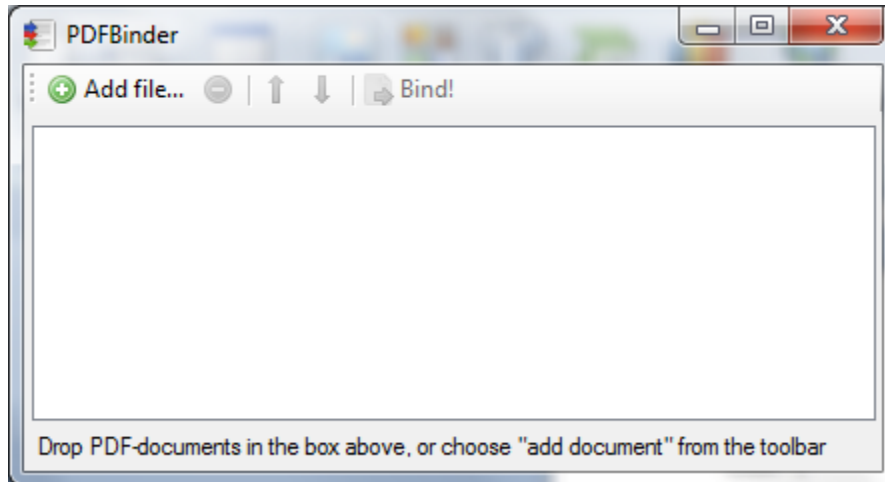 PDFBinder
Add file... Bind!
Drop PDF-documents in the box above, or choose "add document" from the toolbar